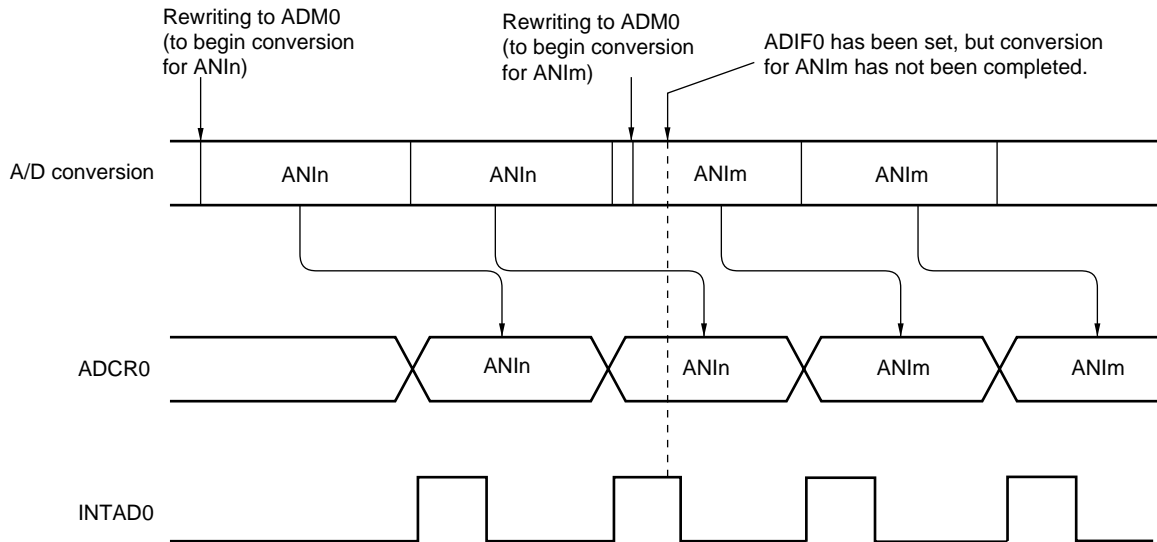 Rewriting to ADM0
(to begin conversion
for ANIn)
Rewriting to ADM0
(to begin conversion
for ANIm)
ADIF0 has been set, but conversion
for ANIm has not been completed.
A/D conversion
ANIn
ANIn
ANIm
ANIm
ADCR0
ANIn
ANIn
ANIm
ANIm
INTAD0